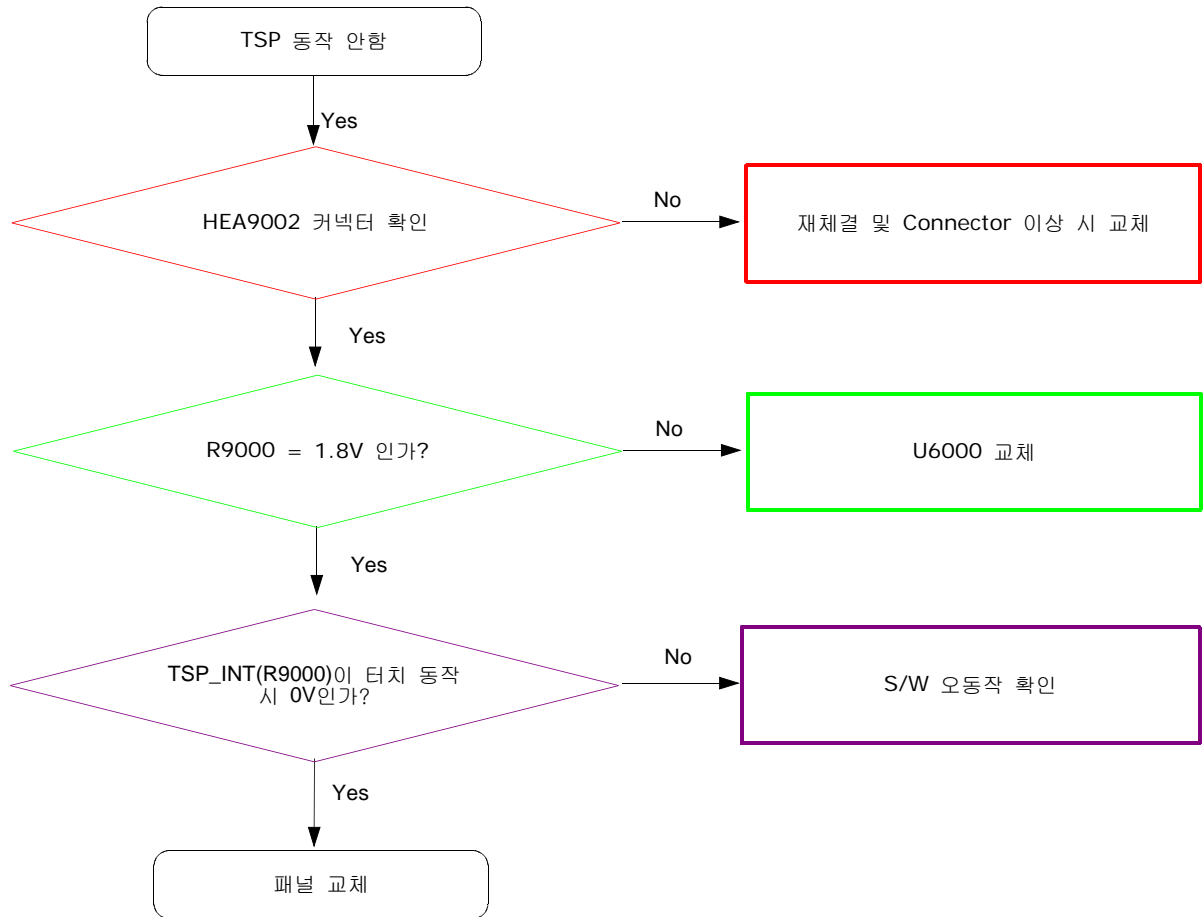 TSP 동작 안함
Yes
HEA9002 커넥터 확인
No
재체결 및 Connector 이상 시 교체
Yes
R9000 = 1.8V 인가?
No
U6000 교체
Yes
TSP_INT(R9000)이 터치 동작
시 0V인가?
No
S/W 오동작 확인
Yes
패널 교체